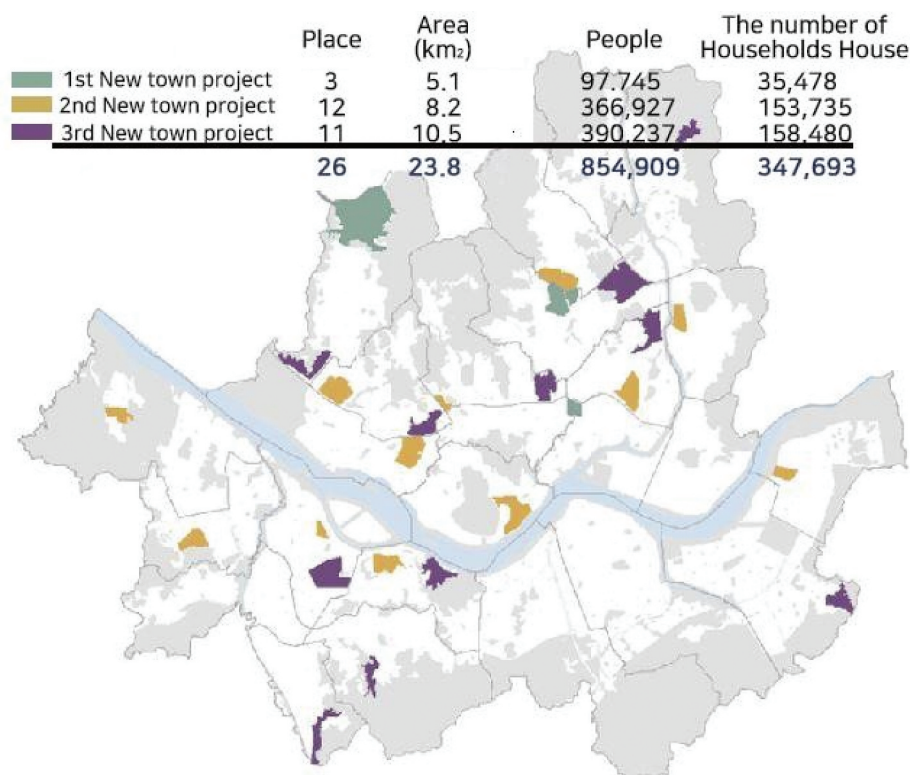 Place Area (km₂) People The number of Households House
1st New town project 3 5.1 97.745 35,478
2nd New town project 12 8.2 366,927 153,735
3rd New town project 11 10,5 390,237 158,480
26 23.8 854,909 347,693